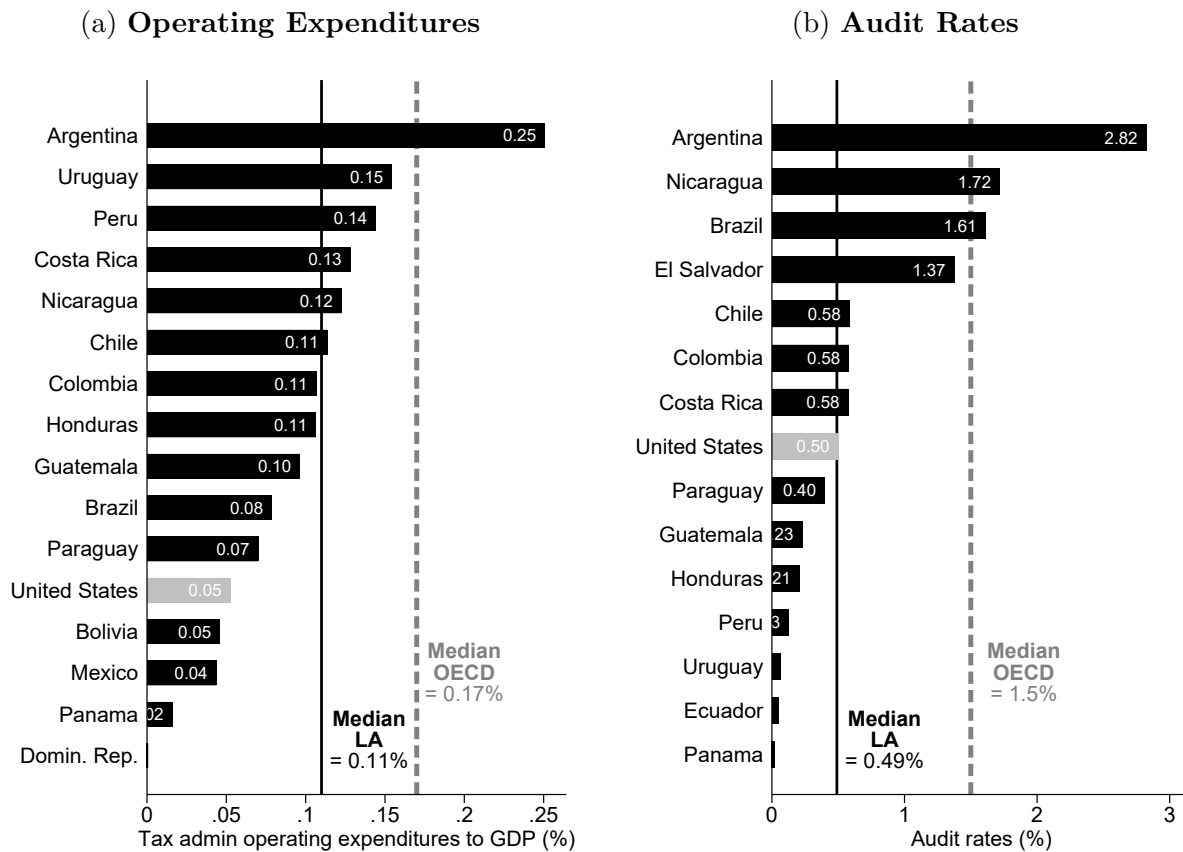 (a) Operating Expenditures
Argentina 0.25
Uruguay 0.15
Peru 0.14
Costa Rica 0.13
Nicaragua 0.12
Chile 0.11
Colombia 0.11
Honduras 0.11
Guatemala 0.10
Brazil 0.08
Paraguay 0.07
United States 0.05
Bolivia 0.05
Mexico 0.04
Panama 02
Domin. Rep.
Median
OECD
= 0.17%
Median
LA
= 0.11%
0 .05 .1 .15 .2 .25
Tax admin operating expenditures to GDP (%)
(b) Audit Rates
Argentina 2.82
Nicaragua 1.72
Brazil 1.61
El Salvador 1.37
Chile 0.58
Colombia 0.58
Costa Rica 0.58
United States 0.50
Paraguay 0.40
Guatemala .23
Honduras 21
Peru 3
Uruguay
Ecuador
Panama
Median
OECD
= 1.5%
Median
LA
= 0.49%
0 1 2 3
Audit rates (%)